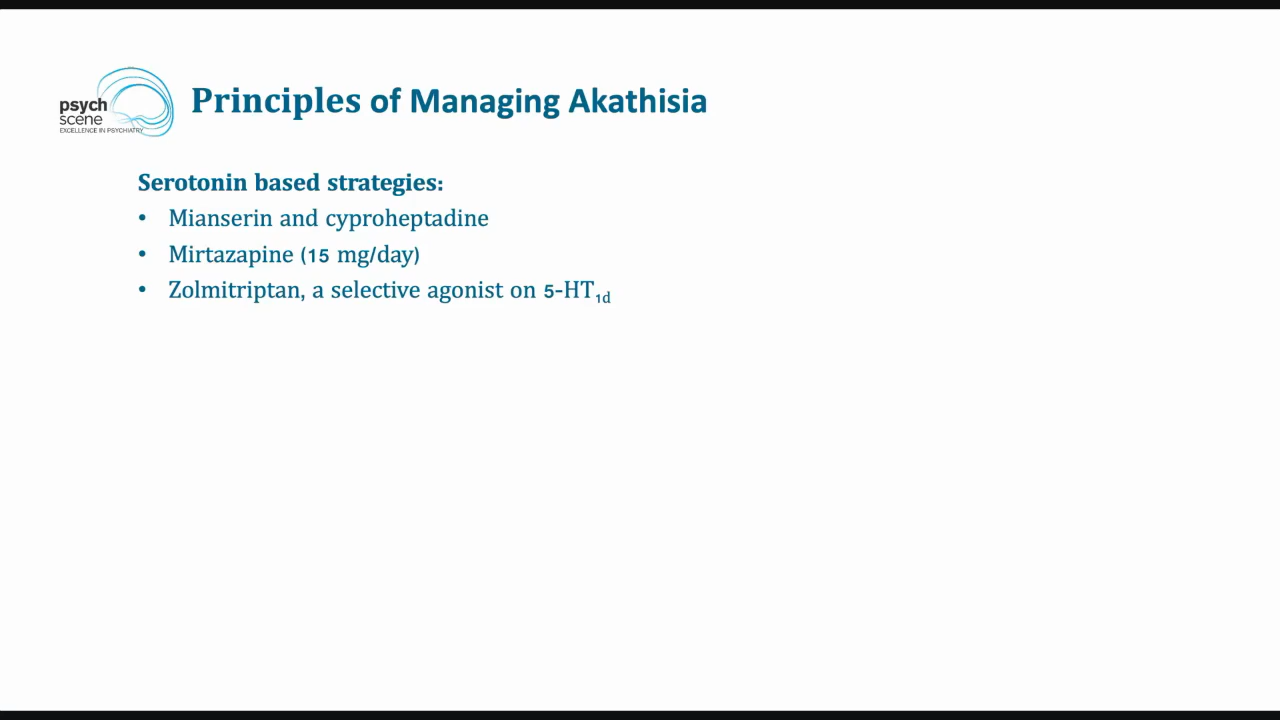 psych
scene
EXCELLENCE IN PSYCHIATRY
Principles of Managing Akathisia
Serotonin based strategies:
• Mianserin and cyproheptadine
• Mirtazapine (15 mg/day)
• Zolmitriptan, a selective agonist on 5-HT1d